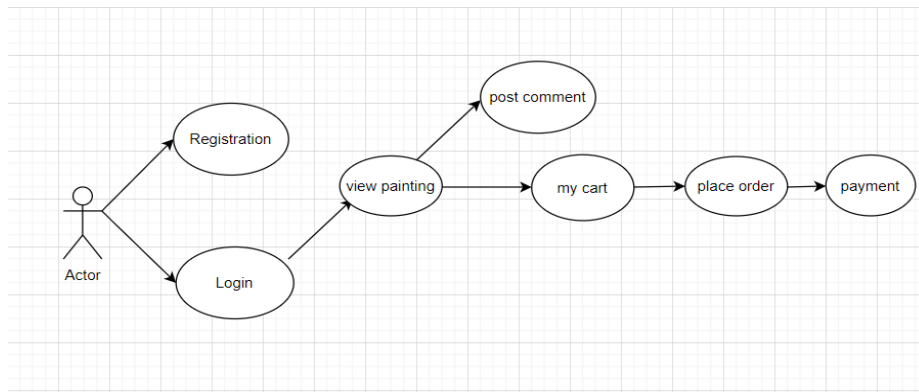 post comment
Registration
view painting
my cart
place order
payment
Actor
Login